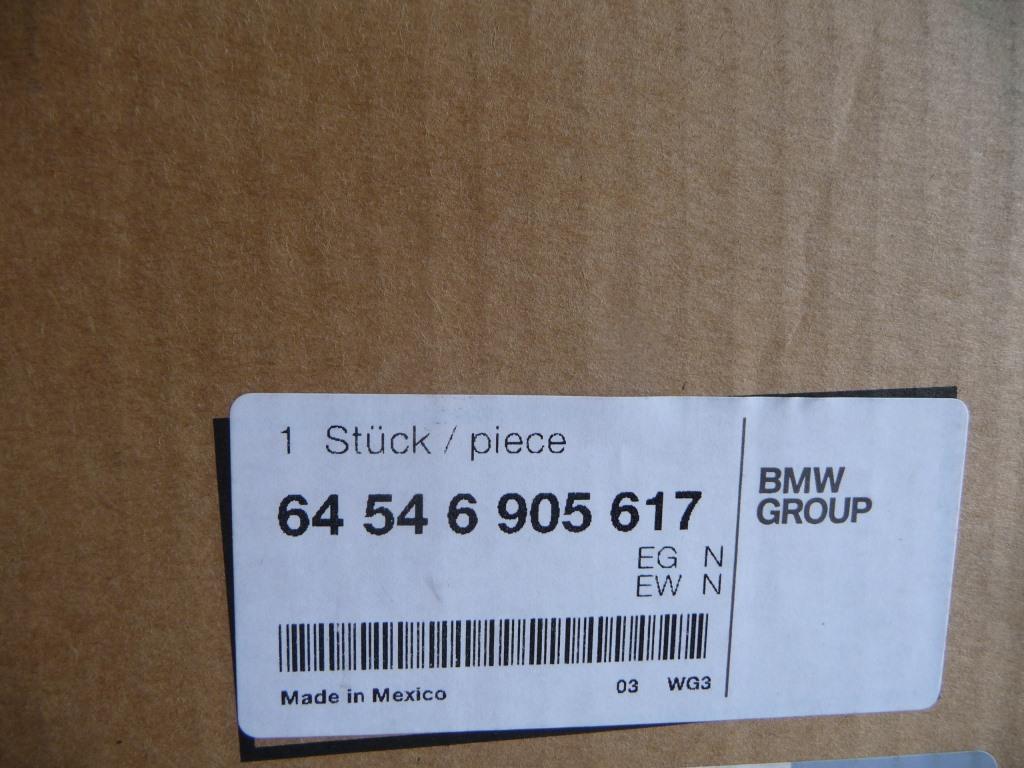 1 Stück / piece
64 54 6 905 617
EG N
EW N
Made in Mexico
03 WG3
BMW
GROUP